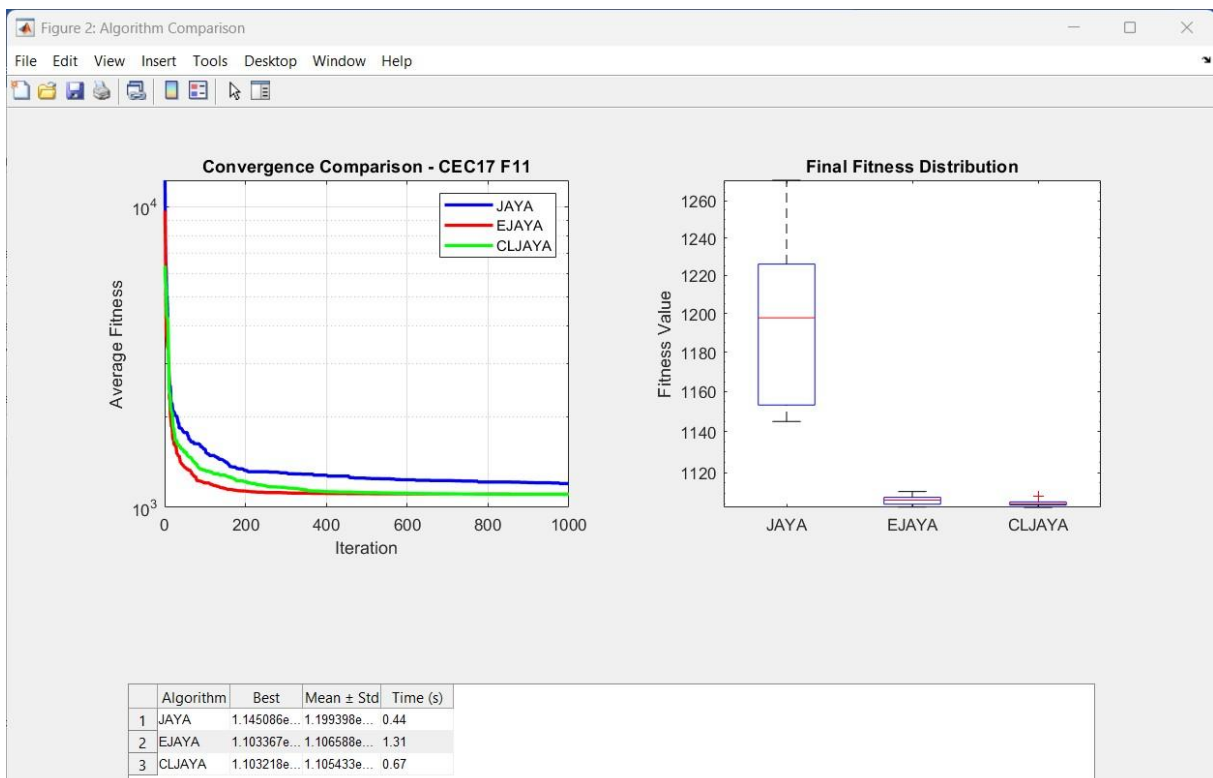 Figure 2: Algorithm Comparison
File Edit View Insert Tools Desktop Window Help
Convergence Comparison - CEC17 F11
10^4
10^3
Average Fitness
JAYA
EJAYA
CLJAYA
0 200 400 600 800 1000
Iteration
Final Fitness Distribution
1260
1240
1220
1200
1180
1160
1140
1120
Fitness Value
JAYA EJAYA CLJAYA
Algorithm Best Mean ± Std Time (s)
1 JAYA 1.145086e... 1.199398e... 0.44
2 EJAYA 1.103367e... 1.106588e... 1.31
3 CLJAYA 1.103218e... 1.105433e... 0.67